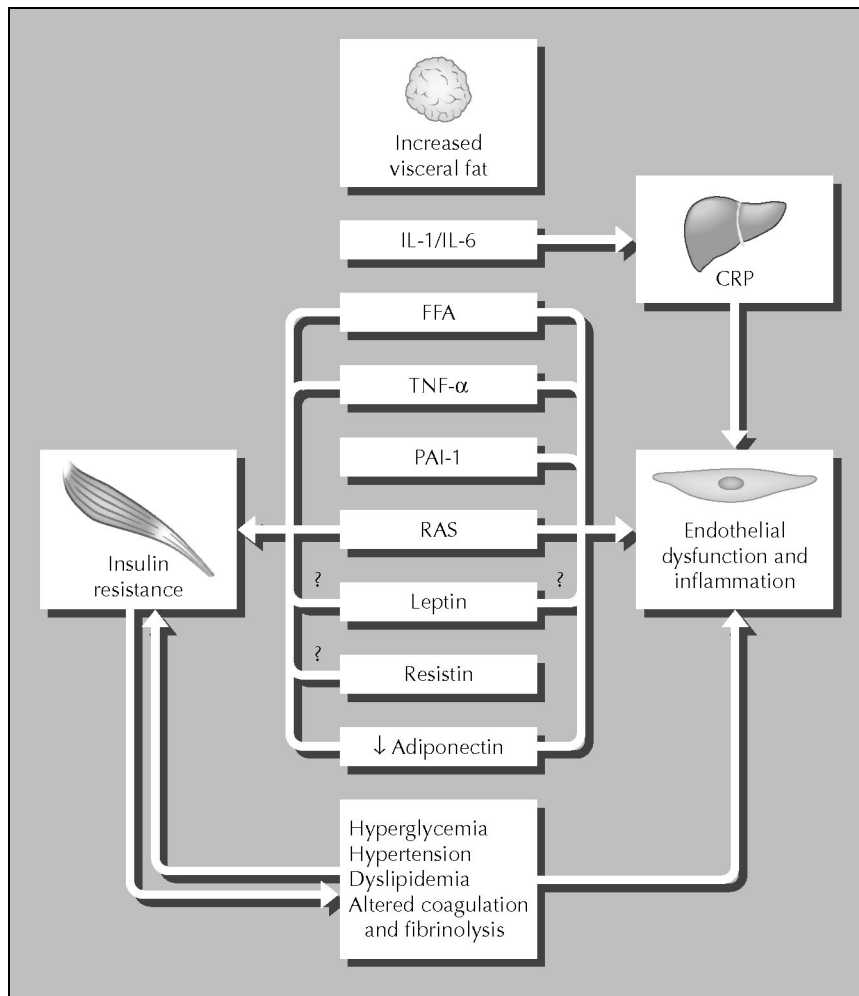 Increased
visceral fat
IL-1/IL-6
CRP
FFA
TNF-α
PAI-1
RAS
Insulin
resistance
Endothelial
dysfunction and
inflammation
?
?
Leptin
?
Resistin
↓ Adiponectin
Hyperglycemia
Hypertension
Dyslipidemia
Altered coagulation
and fibrinolysis